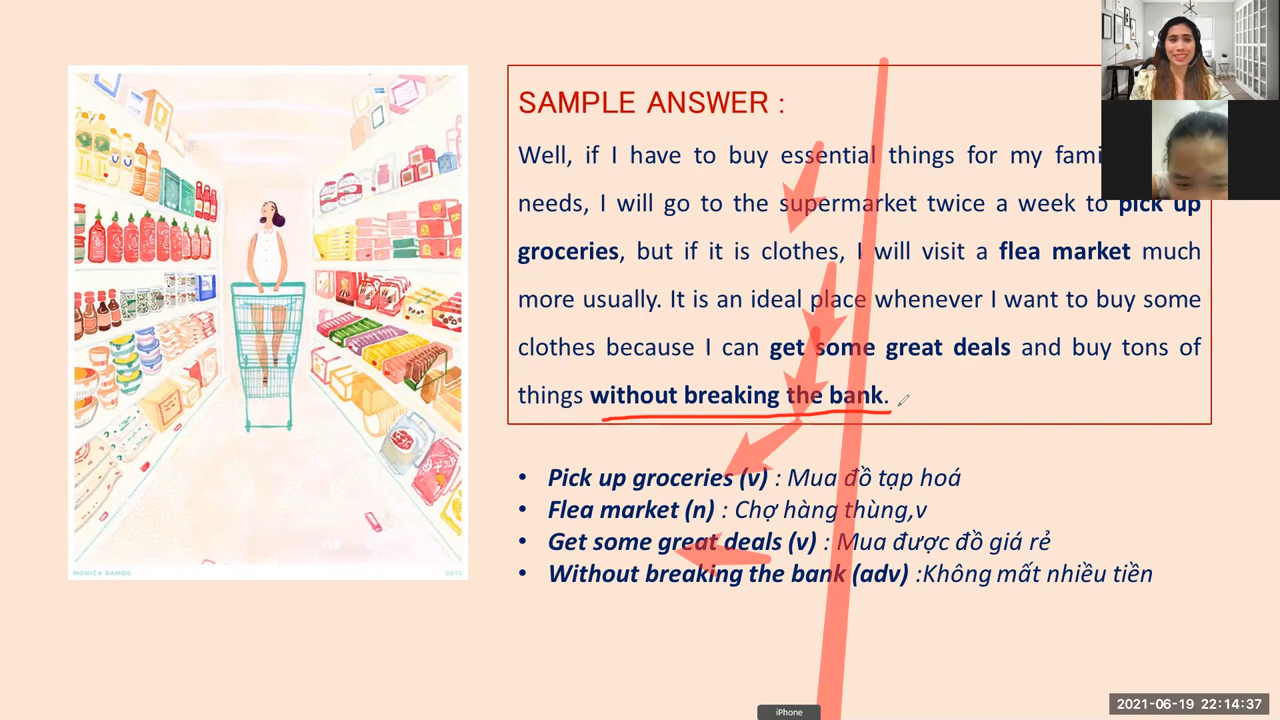 SAMPLE ANSWER :
Well, if I have to buy essential things for my fami
needs, I will go to the supermarket twice a week to pick up
groceries, but if it is clothes, I will visit a flea market much
more usually. It is an ideal place whenever I want to buy some
clothes because I can get some great deals and buy tons of
things without breaking the bank.
• Pick up groceries (v) : Mua đồ tạp hoá
• Flea market (n) : Chợ hàng thùng,v
• Get some great deals (v) : Mua được đồ giá rẻ
• Without breaking the bank (adv) :Không mất nhiều tiền
MONICA RAMOS
iPhone
2021-06-19 22:14:37